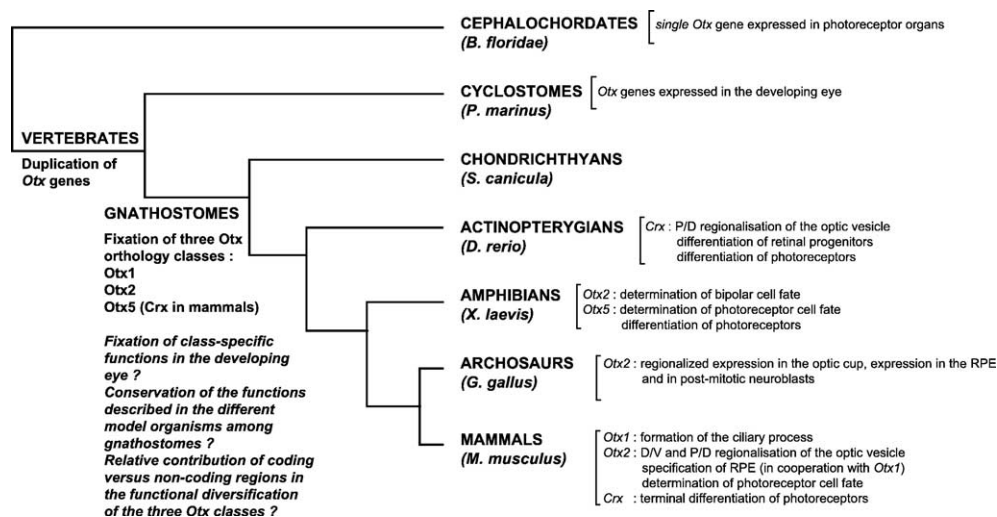 CEPHALOCHORDATES
(B. floridae)
single Otx gene expressed in photoreceptor organs
CYCLOSTOMES
(P. marinus)
Otx genes expressed in the developing eye
VERTEBRATES
Duplication of
Otx genes
CHONDRICHTHYANS
(S. canicula)
GNATHOSTOMES
Fixation of three Otx
orthology classes :
Otx1
Otx2
Otx5 (Crx in mammals)
ACTINOPTERYGIANS
(D. rerio)
Crx : P/D regionalisation of the optic vesicle
differentiation of retinal progenitors
differentiation of photoreceptors
AMPHIBIANS
(X. laevis)
Otx2 : determination of bipolar cell fate
Otx5 : determination of photoreceptor cell fate
differentiation of photoreceptors
Fixation of class-specific
functions in the developing
eye ?
Conservation of the functions
described in the different
model organisms among
gnathostomes ?
Relative contribution of coding
versus non-coding regions in
the functional diversification
of the three Otx classes ?
ARCHOSAURS
(G. gallus)
Otx2 : regionalized expression in the optic cup, expression in the RPE
and in post-mitotic neuroblasts
MAMMALS
(M. musculus)
Otx1 : formation of the ciliary process
Otx2 : D/V and P/D regionalisation of the optic vesicle
specification of RPE (in cooperation with Otx1)
determination of photoreceptor cell fate
Crx : terminal differentiation of photoreceptors